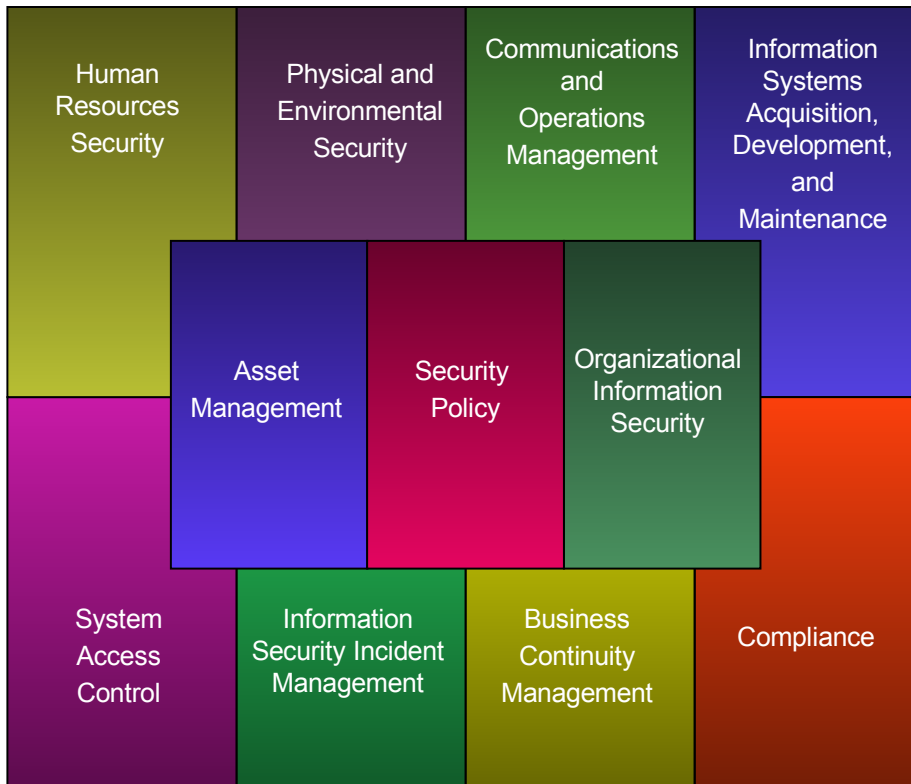 Human
Resources
Security
Physical and
Environmental
Security
Communications
and
Operations
Management
Information
Systems
Acquisition,
Development,
and
Maintenance
Asset
Management
Security
Policy
Organizational
Information
Security
System
Access
Control
Information
Security Incident
Management
Business
Continuity
Management
Compliance